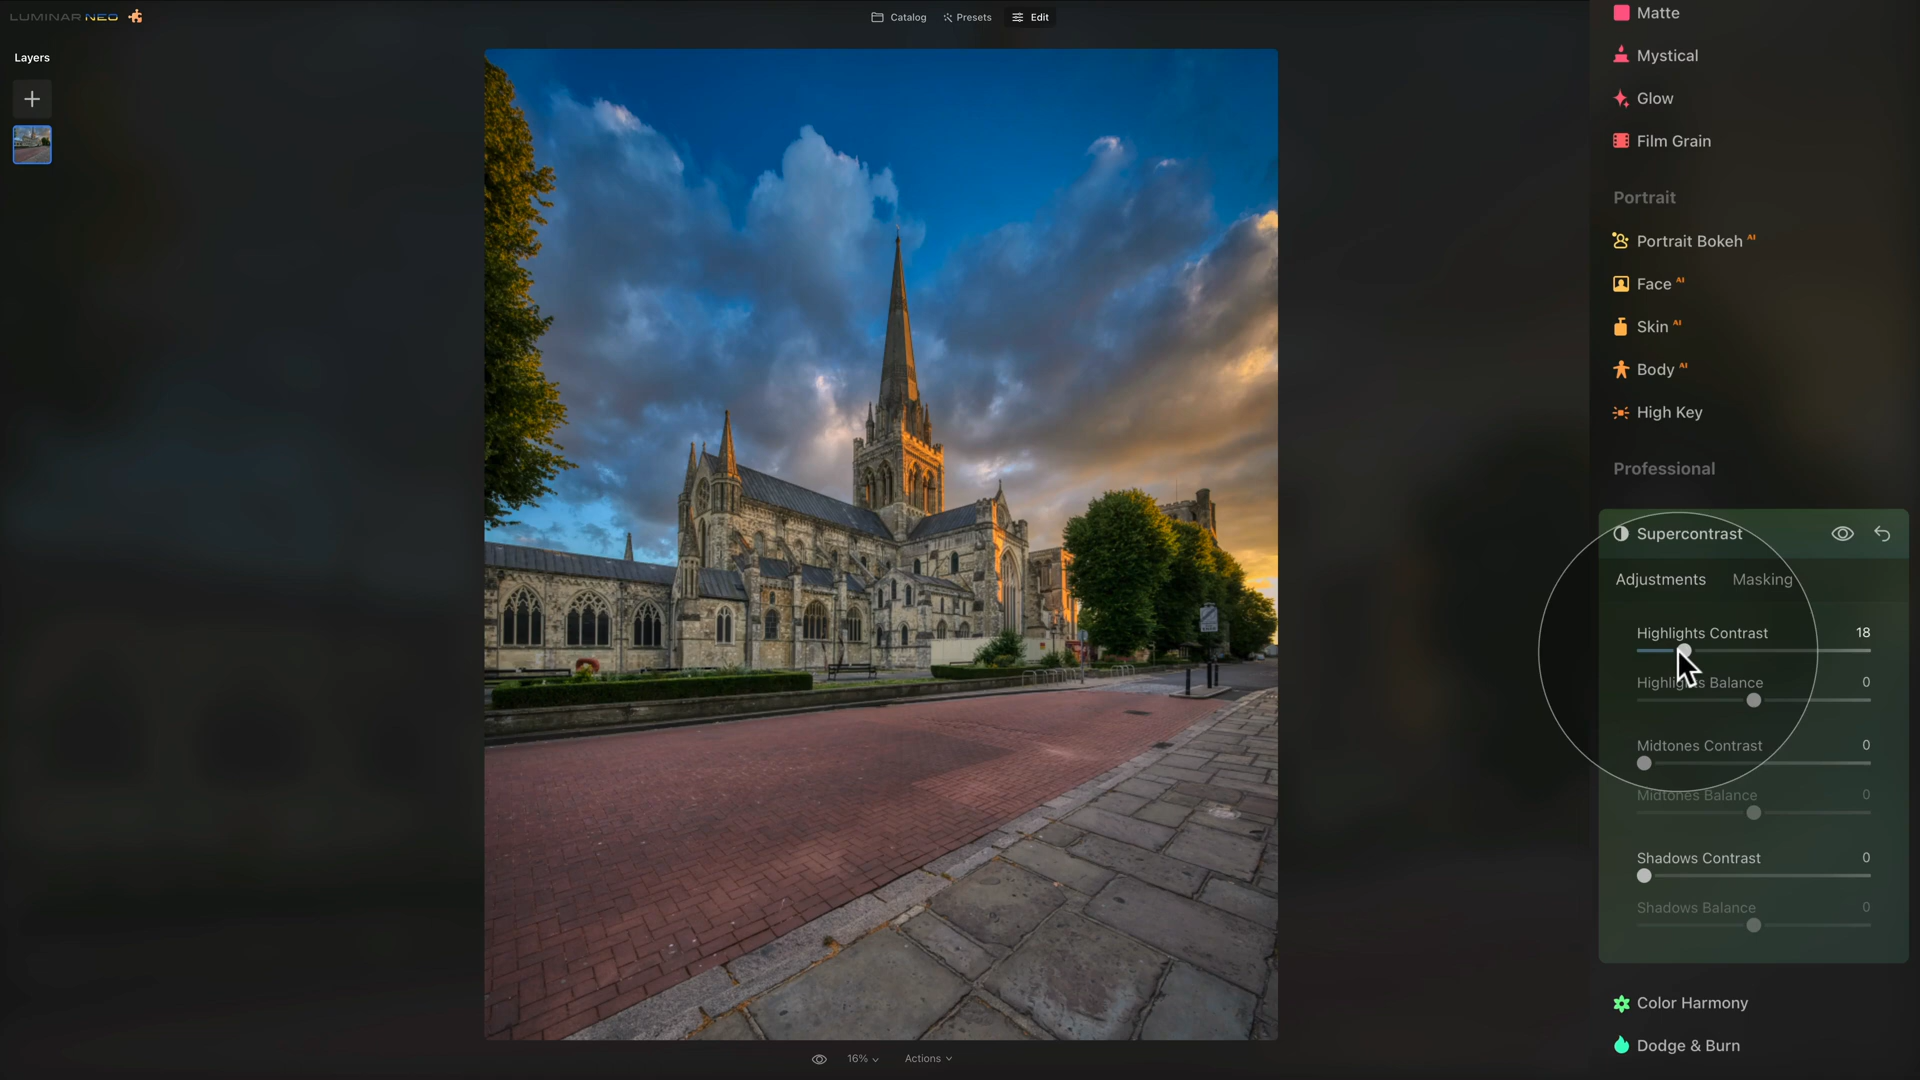 LUMINAR NEO
Catalog
Presets
Edit
Layers
Matte
Mystical
Glow
Film Grain
Portrait
Portrait Bokeh AI
Face AI
Skin AI
Body AI
High Key
Professional
Supercontrast
Adjustments Masking
Highlights Contrast 18
Highlights Balance 0
Midtones Contrast 0
Midtones Balance 0
Shadows Contrast 0
Shadows Balance 0
Color Harmony
Dodge & Burn
16%
Actions